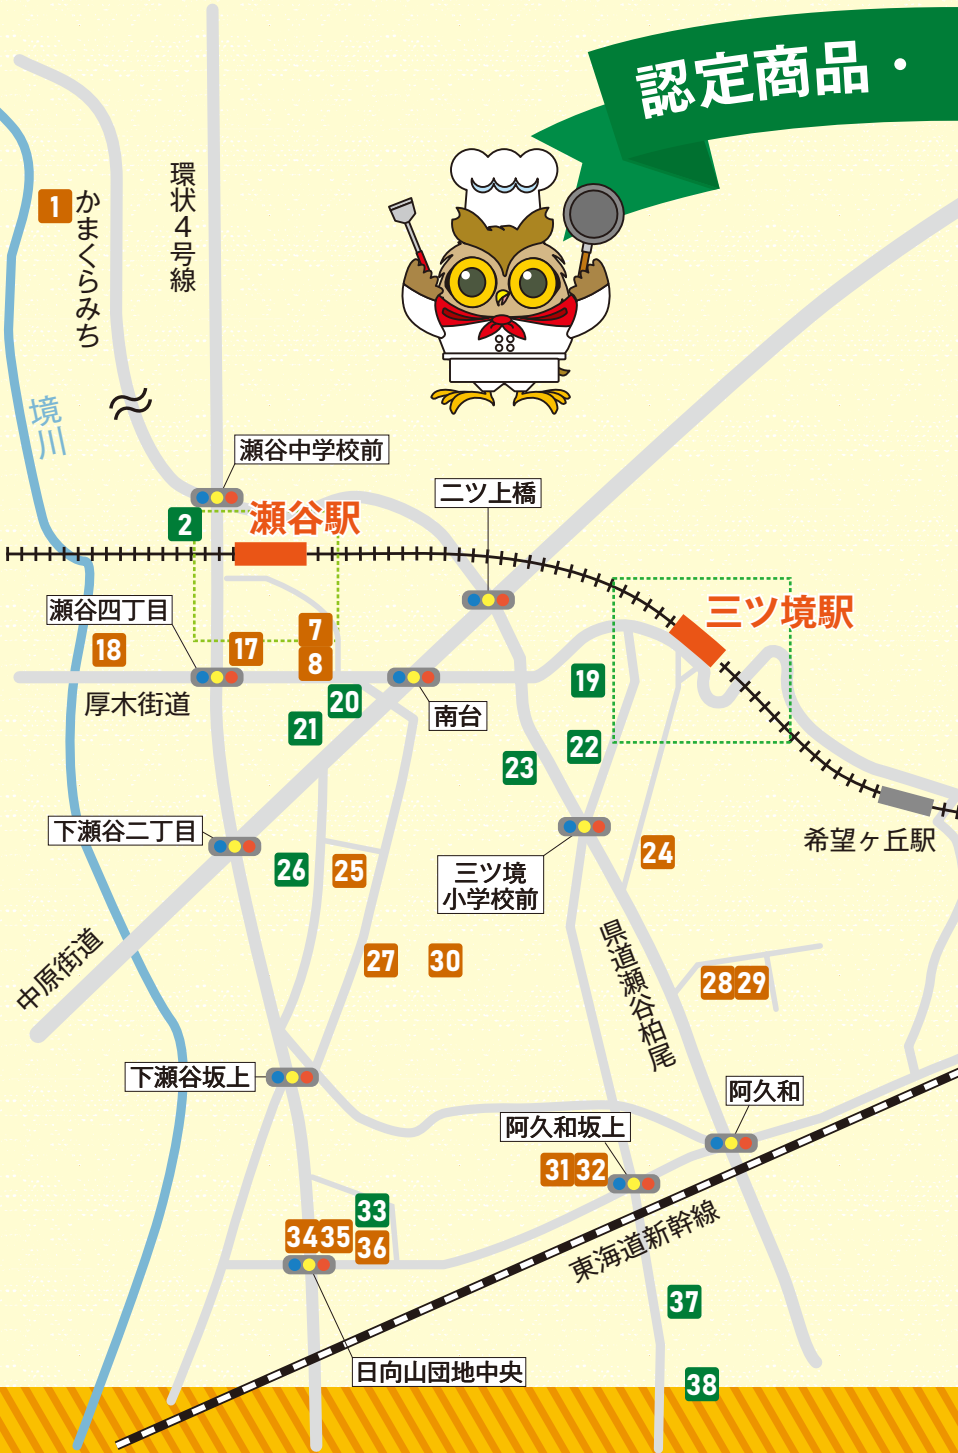 認定商品・
1
かまくらみち
環状4号線
境川
瀬谷中学校前
二ツ上橋
2
瀬谷駅
瀬谷四丁目
三ツ境駅
7
18
17
8
19
厚木街道
20
南台
21
22
23
下瀬谷二丁目
希望ヶ丘駅
24
26
25
三ツ境
小学校前
中原街道
27
30
県道瀬谷柏尾
28
29
下瀬谷坂上
阿久和
阿久和坂上
31
32
33
34
35
36
東海道新幹線
37
日向山団地中央
38